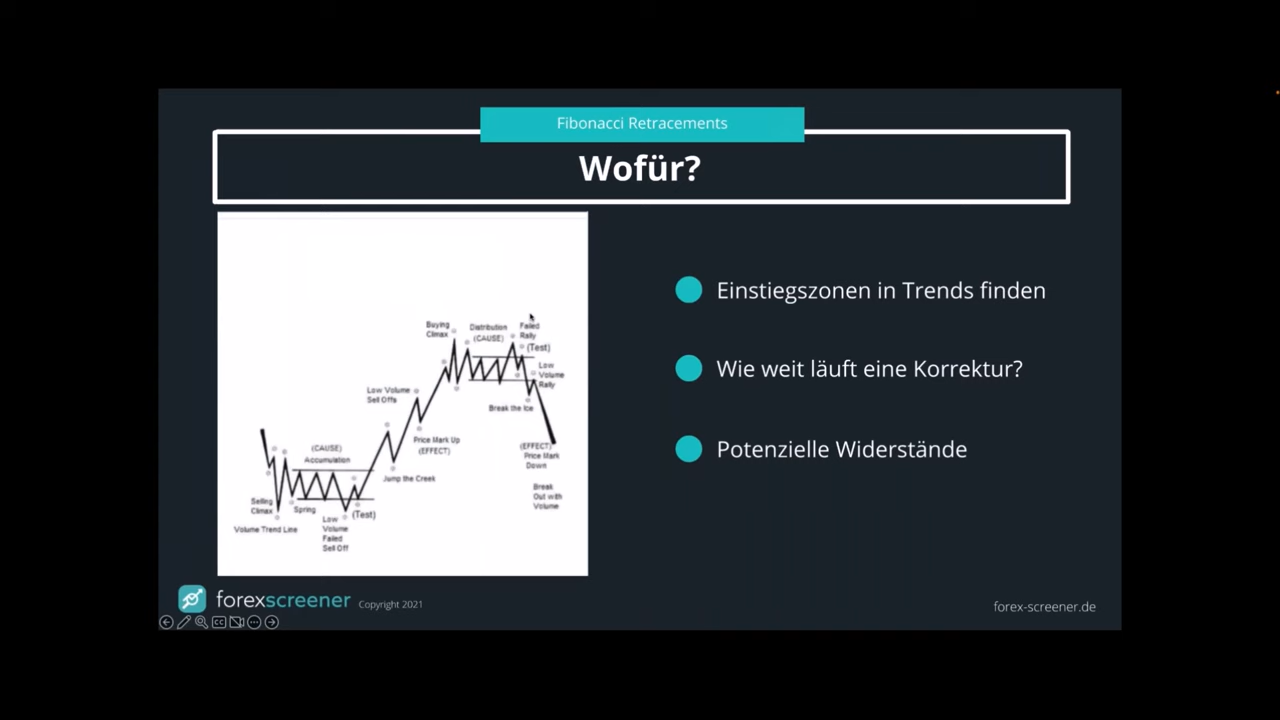 Fibonacci Retracements
Wofür?
Einstiegszonen in Trends finden
Wie weit läuft eine Korrektur?
Potenzielle Widerstände
Buying
Climax
Distribution
(CAUSE)
Failed
Rally
(Test)
Low
Volume
Rally
Break the Ice
Low Volume
Sell Offs
Price Mark Up
(EFFECT)
(EFFECT)
Price Mark
Down
Break
Out with
Volume
(CAUSE)
Accumulation
Jump the Creek
Selling
Climax
Spring
(Test)
Volume Trend Line
Low
Volume
Failed
Sell Off
forexscreener
Copyright 2021
forex-screener.de
CC